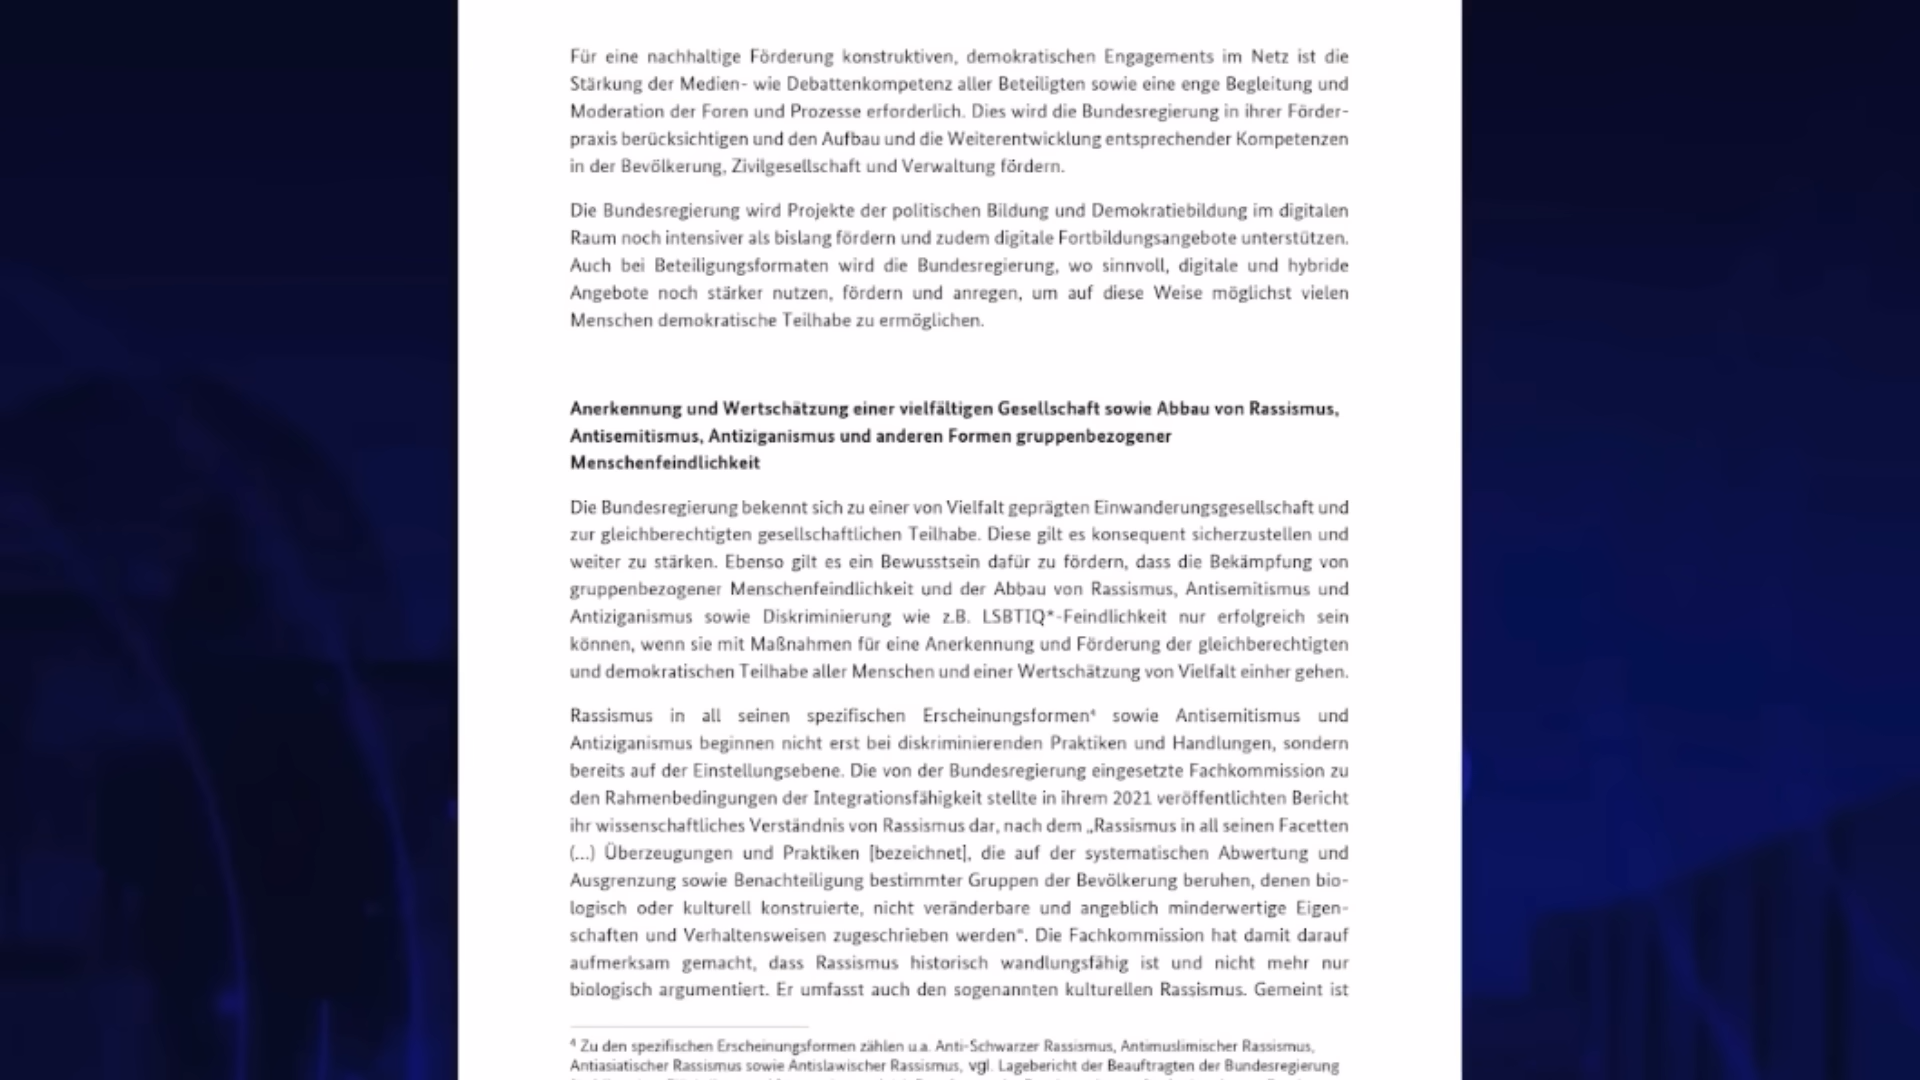 Für eine nachhaltige Förderung konstruktiven, demokratischen Engagements im Netz ist die
Stärkung der Medien- wie Debattenkompetenz aller Beteiligten sowie eine enge Begleitung und
Moderation der Foren und Prozesse erforderlich. Dies wird die Bundesregierung in ihrer Förder-
praxis berücksichtigen und den Aufbau und die Weiterentwicklung entsprechender Kompetenzen
in der Bevölkerung, Zivilgesellschaft und Verwaltung fördern.
Die Bundesregierung wird Projekte der politischen Bildung und Demokratiebildung im digitalen
Raum noch intensiver als bislang fördern und zudem digitale Fortbildungsangebote unterstützen.
Auch bei Beteiligungsformaten wird die Bundesregierung, wo sinnvoll, digitale und hybride
Angebote noch stärker nutzen, fördern und anregen, um auf diese Weise möglichst vielen
Menschen demokratische Teilhabe zu ermöglichen.
Anerkennung und Wertschätzung einer vielfältigen Gesellschaft sowie Abbau von Rassismus,
Antisemitismus, Antiziganismus und anderen Formen gruppenbezogener
Menschenfeindlichkeit
Die Bundesregierung bekennt sich zu einer von Vielfalt geprägten Einwanderungsgesellschaft und
zur gleichberechtigten gesellschaftlichen Teilhabe. Diese gilt es konsequent sicherzustellen und
weiter zu stärken. Ebenso gilt es ein Bewusstsein dafür zu fördern, dass die Bekämpfung von
gruppenbezogener Menschenfeindlichkeit und der Abbau von Rassismus, Antisemitismus und
Antiziganismus sowie Diskriminierung wie z.B. LSBTIQ*-Feindlichkeit nur erfolgreich sein
können, wenn sie mit Maßnahmen für eine Anerkennung und Förderung der gleichberechtigten
und demokratischen Teilhabe aller Menschen und einer Wertschätzung von Vielfalt einher gehen.
Rassismus in all seinen spezifischen Erscheinungsformen⁴ sowie Antisemitismus und
Antiziganismus beginnen nicht erst bei diskriminierenden Praktiken und Handlungen, sondern
bereits auf der Einstellungsebene. Die von der Bundesregierung eingesetzte Fachkommission zu
den Rahmenbedingungen der Integrationsfähigkeit stellte in ihrem 2021 veröffentlichten Bericht
ihr wissenschaftliches Verständnis von Rassismus dar, nach dem „Rassismus in all seinen Facetten
(...) Überzeugungen und Praktiken [bezeichnet], die auf der systematischen Abwertung und
Ausgrenzung sowie Benachteiligung bestimmter Gruppen der Bevölkerung beruhen, denen bio-
logisch oder kulturell konstruierte, nicht veränderbare und angeblich minderwertige Eigen-
schaften und Verhaltensweisen zugeschrieben werden“. Die Fachkommission hat damit darauf
aufmerksam gemacht, dass Rassismus historisch wandlungsfähig ist und nicht mehr nur
biologisch argumentiert. Er umfasst auch den sogenannten kulturellen Rassismus. Gemeint ist
⁴ Zu den spezifischen Erscheinungsformen zählen u.a. Anti-Schwarzer Rassismus, Antimuslimischer Rassismus,
Antiasiatischer Rassismus sowie Antislawischer Rassismus, vgl. Lagebericht der Beauftragten der Bundesregierung